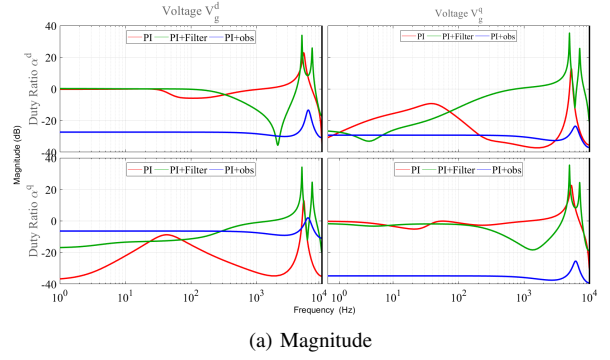 Voltage V_g^d
Voltage V_g^q
Duty Ratio α^d
Duty Ratio α^q
Magnitude (dB)
40
20
0
-20
-40
PI PI+Filter PI+obs
PI PI+Filter PI+obs
20
0
-20
-40
PI PI+Filter PI+obs
PI PI+Filter PI+obs
10^0 10^1 10^2 10^3 10^4
10^1 10^2 10^3 10^4
Frequency (Hz)
(a) Magnitude